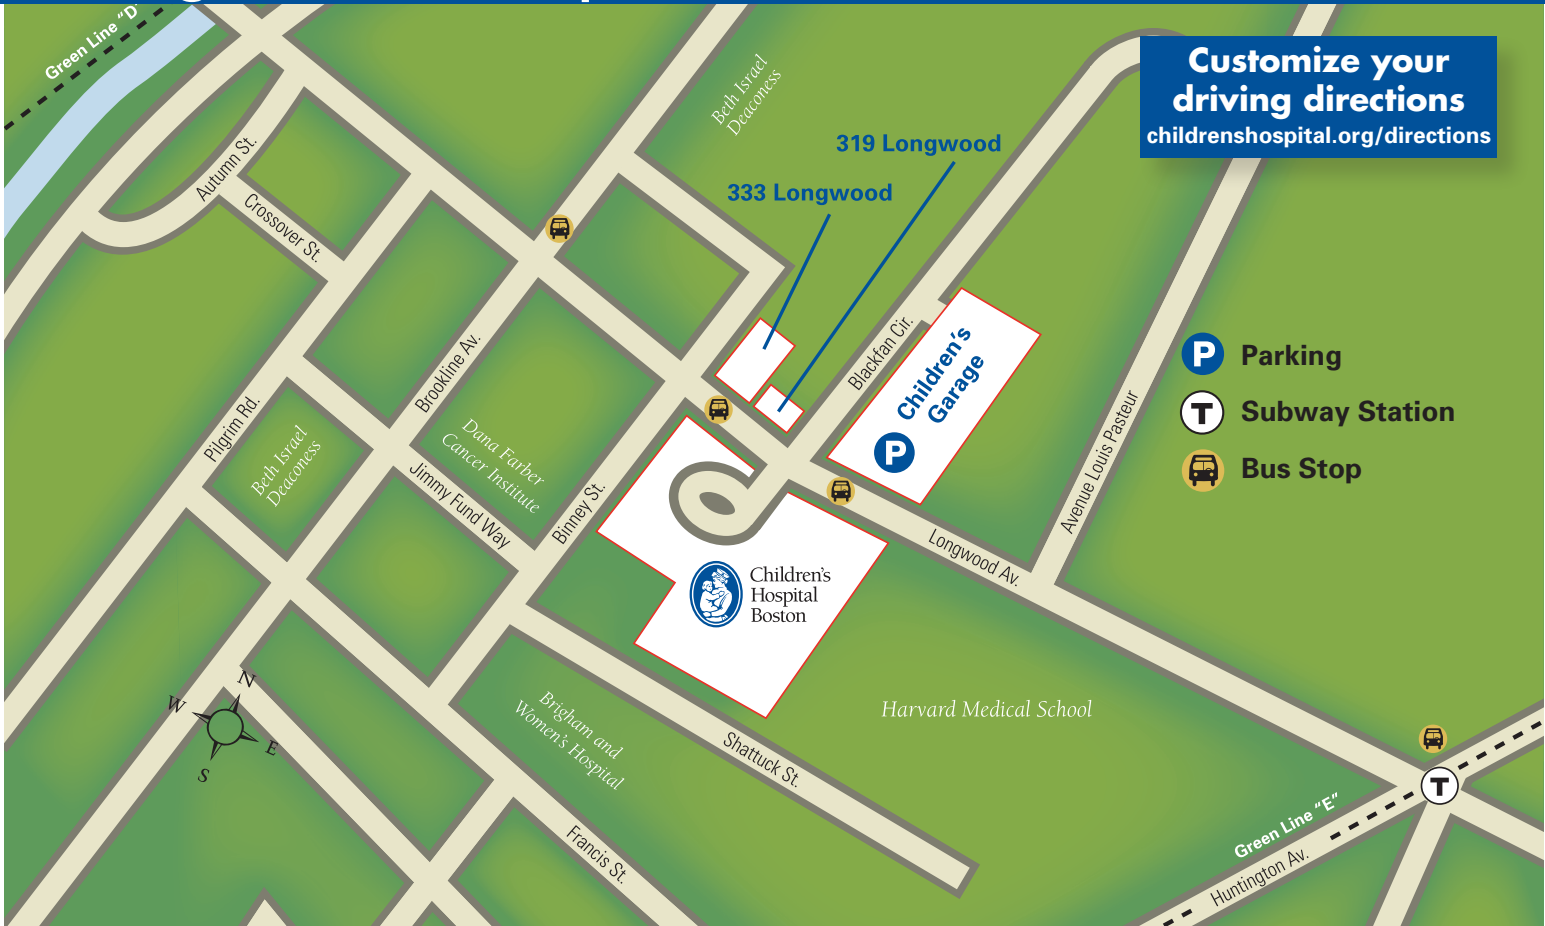 Green Line "D"
Customize your
driving directions
childrenshospital.org/directions
Beth Israel
Deaconess
319 Longwood
333 Longwood
Autumn St.
Crossover St.
Blackfan Cir.
Children's
Garage
P
P Parking
T Subway Station
Bus Stop
Brookline Av.
Pilgrim Rd.
Beth Israel
Deaconess
Dana Farber
Cancer Institute
Jimmy Fund Way
Binney St.
Avenue Louis Pasteur
Longwood Av.
Children's
Hospital
Boston
N
W
E
S
Brigham and
Women's Hospital
Harvard Medical School
Shattuck St.
T
Francis St.
Green Line "E"
Huntington Av.